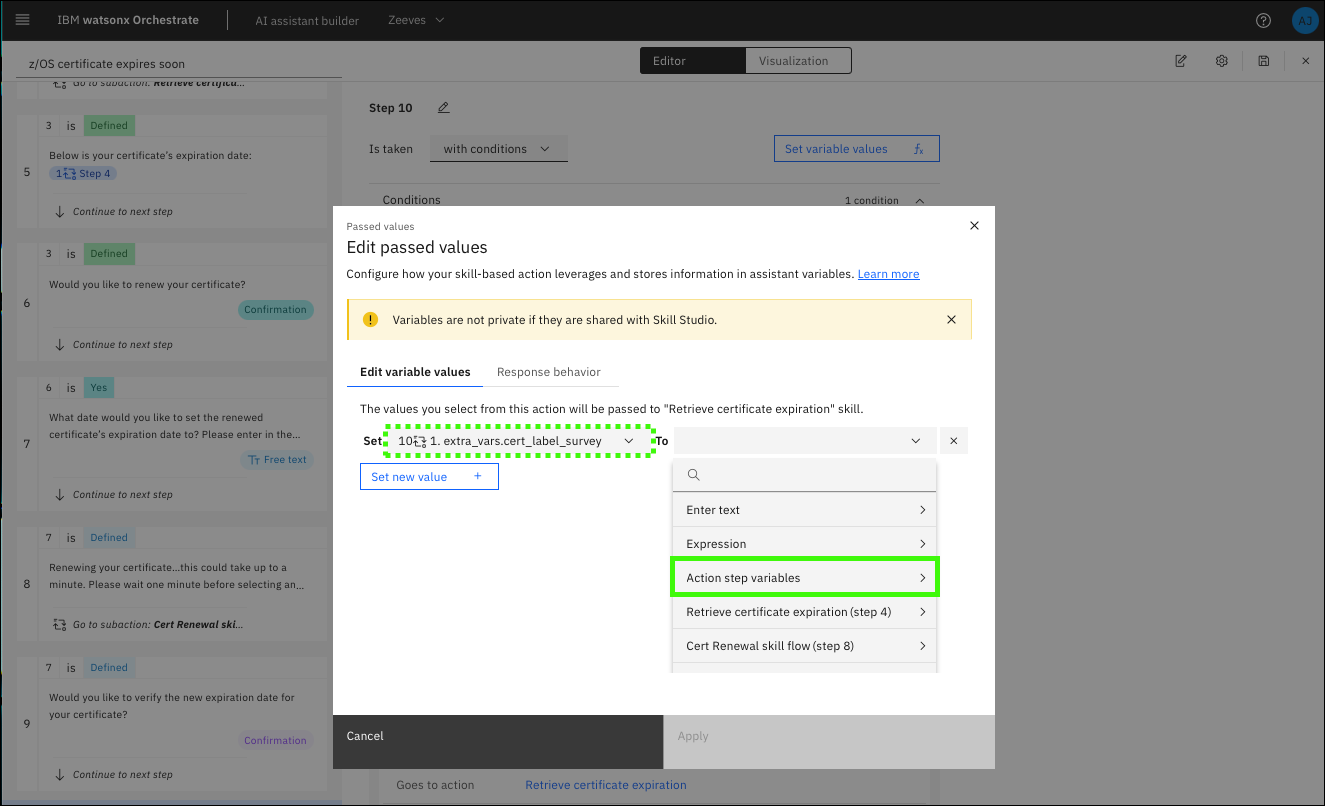 IBM watsonx Orchestrate
AI assistant builder
Zeeves
AJ
z/OS certificate expires soon
Editor
Visualization
Go to subaction: Retrieve certifica...
3 is Defined
5
Below is your certificate's expiration date:
1 Step 4
Continue to next step
3 is Defined
6
Would you like to renew your certificate?
Confirmation
Continue to next step
6 is Yes
7
What date would you like to set the renewed
certificate's expiration date to? Please enter in the...
Free text
Continue to next step
7 is Defined
8
Renewing your certificate...this could take up to a
minute. Please wait one minute before selecting an...
Go to subaction: Cert Renewal ski...
7 is Defined
9
Would you like to verify the new expiration date for
your certificate?
Confirmation
Continue to next step
Step 10
Is taken
with conditions
Set variable values fx
Conditions
1 condition
Passed values
Edit passed values
Configure how your skill-based action leverages and stores information in assistant variables. Learn more
Variables are not private if they are shared with Skill Studio.
Edit variable values
Response behavior
The values you select from this action will be passed to "Retrieve certificate expiration" skill.
Set 10 1. extra_vars.cert_label_survey To
Set new value +
Enter text
Expression
Action step variables
Retrieve certificate expiration (step 4)
Cert Renewal skill flow (step 8)
Cancel
Apply
Goes to action
Retrieve certificate expiration